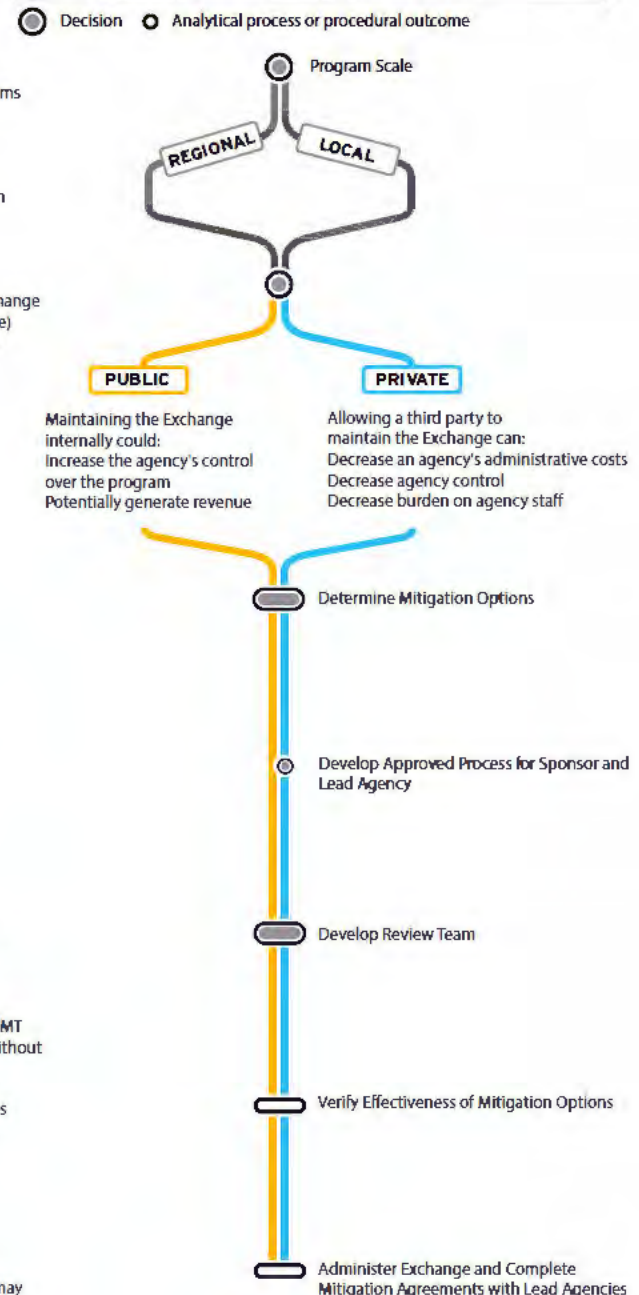 Decision
Analytical process or procedural outcome
Program Scale
REGIONAL
LOCAL
PUBLIC
PRIVATE
Maintaining the Exchange
internally could:
Increase the agency's control
over the program
Potentially generate revenue
Allowing a third party to
maintain the Exchange can:
Decrease an agency's administrative costs
Decrease agency control
Decrease burden on agency staff
Determine Mitigation Options
Develop Approved Process for Sponsor and
Lead Agency
Develop Review Team
Verify Effectiveness of Mitigation Options
Administer Exchange and Complete
Mitigation Agreements with Lead Agencies
may